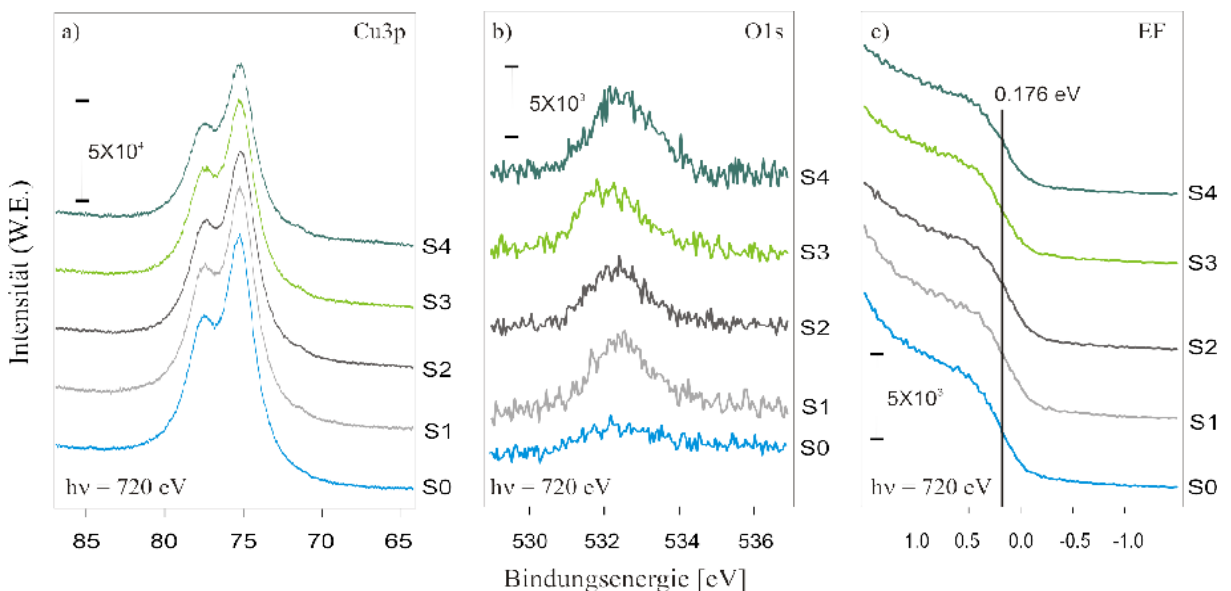 a)
Cu3p
5X10⁴
S4
S3
S2
S1
S0
hν = 720 eV
85
80
75
70
65
b)
O1s
5X10³
S4
S3
S2
S1
S0
hν = 720 eV
530
532
534
536
c)
EF
0.176 eV
5X10³
S4
S3
S2
S1
S0
hν = 720 eV
1.0
0.5
0.0
-0.5
-1.0
Intensität (W.E.)
Bindungsenergie [eV]